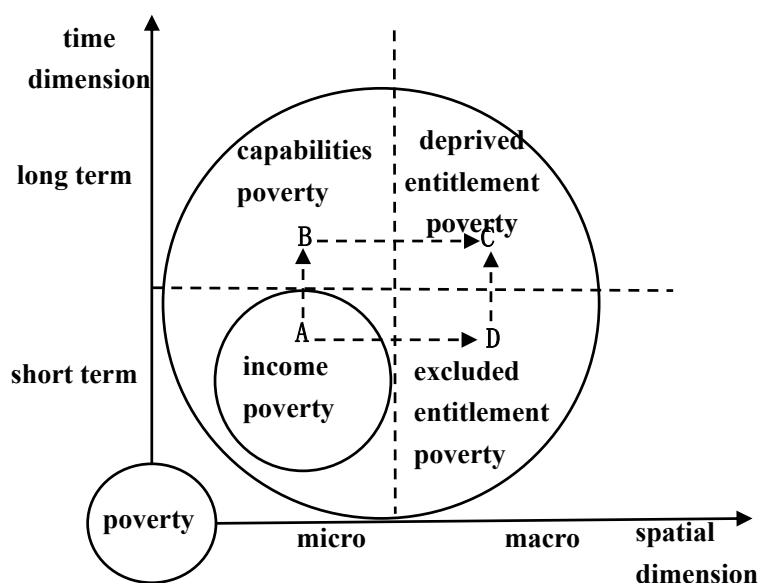 time
dimension
capabilities
poverty
deprived
entitlement
poverty
long term
B
C
A
D
short term
income
poverty
excluded
entitlement
poverty
poverty
micro
macro
spatial
dimension